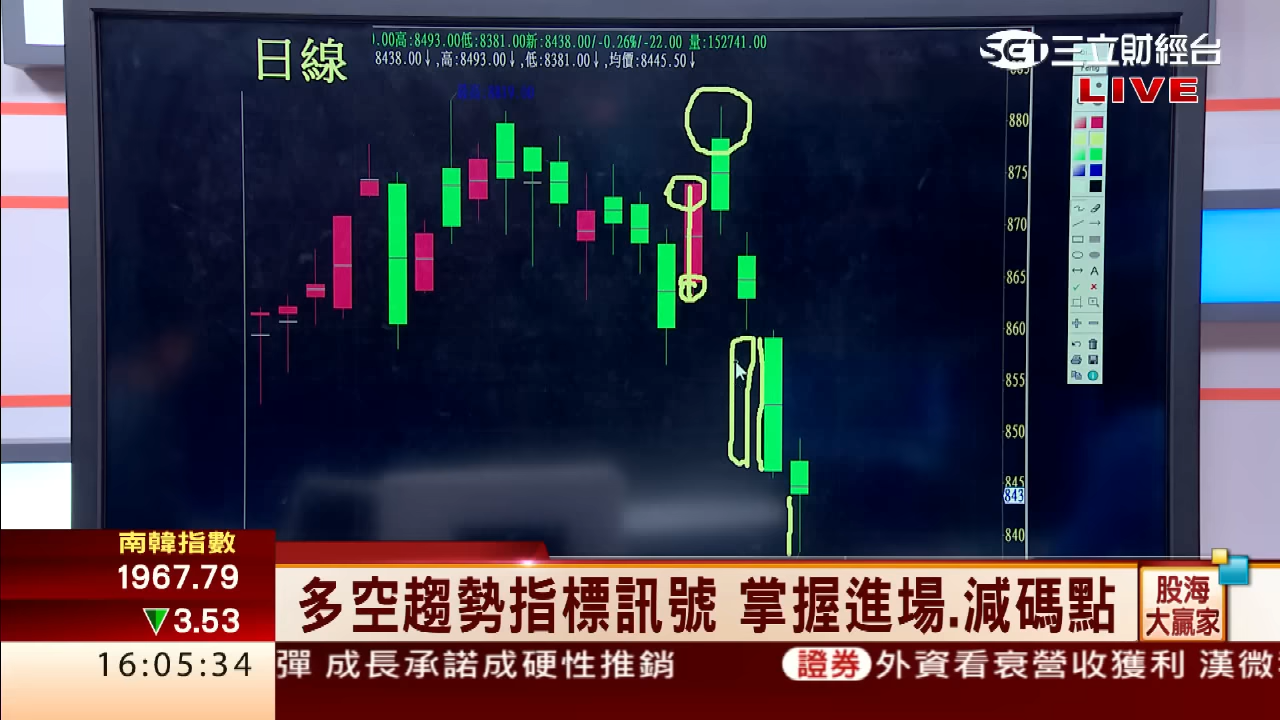 日線
.00高:8493.00低:8381.00新:8438.00/-0.26%/-22.00 量:152741.00
8438.00↓,高:8493.00↓,低:8381.00↓,均價:8445.50↓
SET三立財經台
LIVE
880
875
870
865
860
855
850
845
843
840
南韓指數
1967.79
▼3.53
多空趨勢指標訊號 掌握進場.減碼點
股海
大贏家
16:05:34
彈 成長承諾成硬性推銷
證券 外資看衰營收獲利 漢微